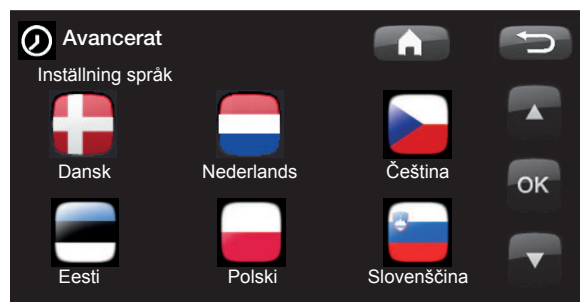 Avancerat
Inställning språk
Dansk Nederlands Čeština
OK
Eesti Polski Slovenščina